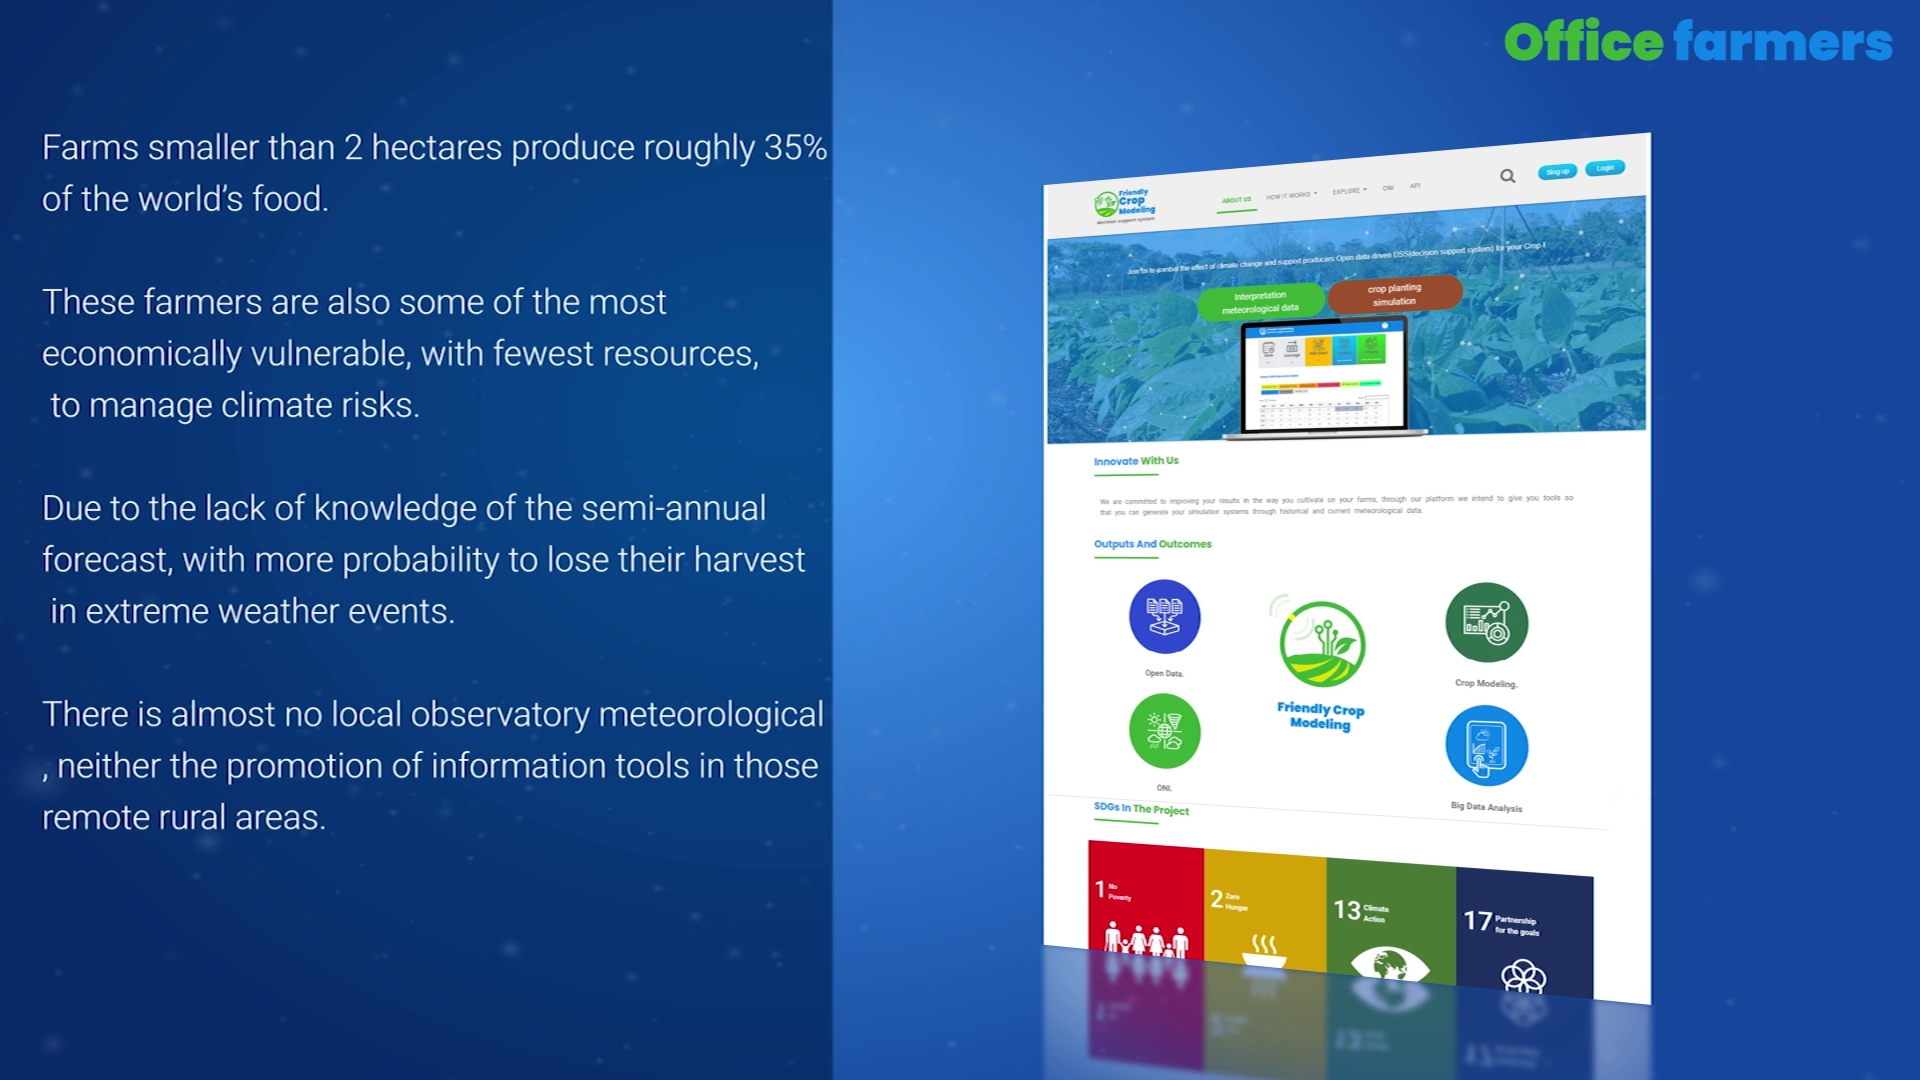 Office farmers
Farms smaller than 2 hectares produce roughly 35%
of the world's food.
These farmers are also some of the most
economically vulnerable, with fewest resources,
to manage climate risks.
Due to the lack of knowledge of the semi-annual
forecast, with more probability to lose their harvest
in extreme weather events.
There is almost no local observatory meteorological
, neither the promotion of information tools in those
remote rural areas.
Friendly
Crop
Modeling
decision support system
ABOUT US
HOW IT WORKS
EXPLORE
ONI
API
Sing up
Login
Join us to combat the effect of climate change and support producers Open data driven DSS(decision support system) for your Crop !
Interpretation
meteorological data
crop planting
simulation
Innovate With Us
We are committed to improving your results in the way you cultivate on your farms, through our platform we intend to give you tools so
that you can generate your simulation systems through historical and current meteorological data.
Outputs And Outcomes
Open Data.
Crop Modeling.
Friendly Crop
Modeling
ONI.
Big Data Analysis
SDGs In The Project
1 No
Poverty
2 Zero
Hunger
13 Climate
Action
17 Partnership
for the goals